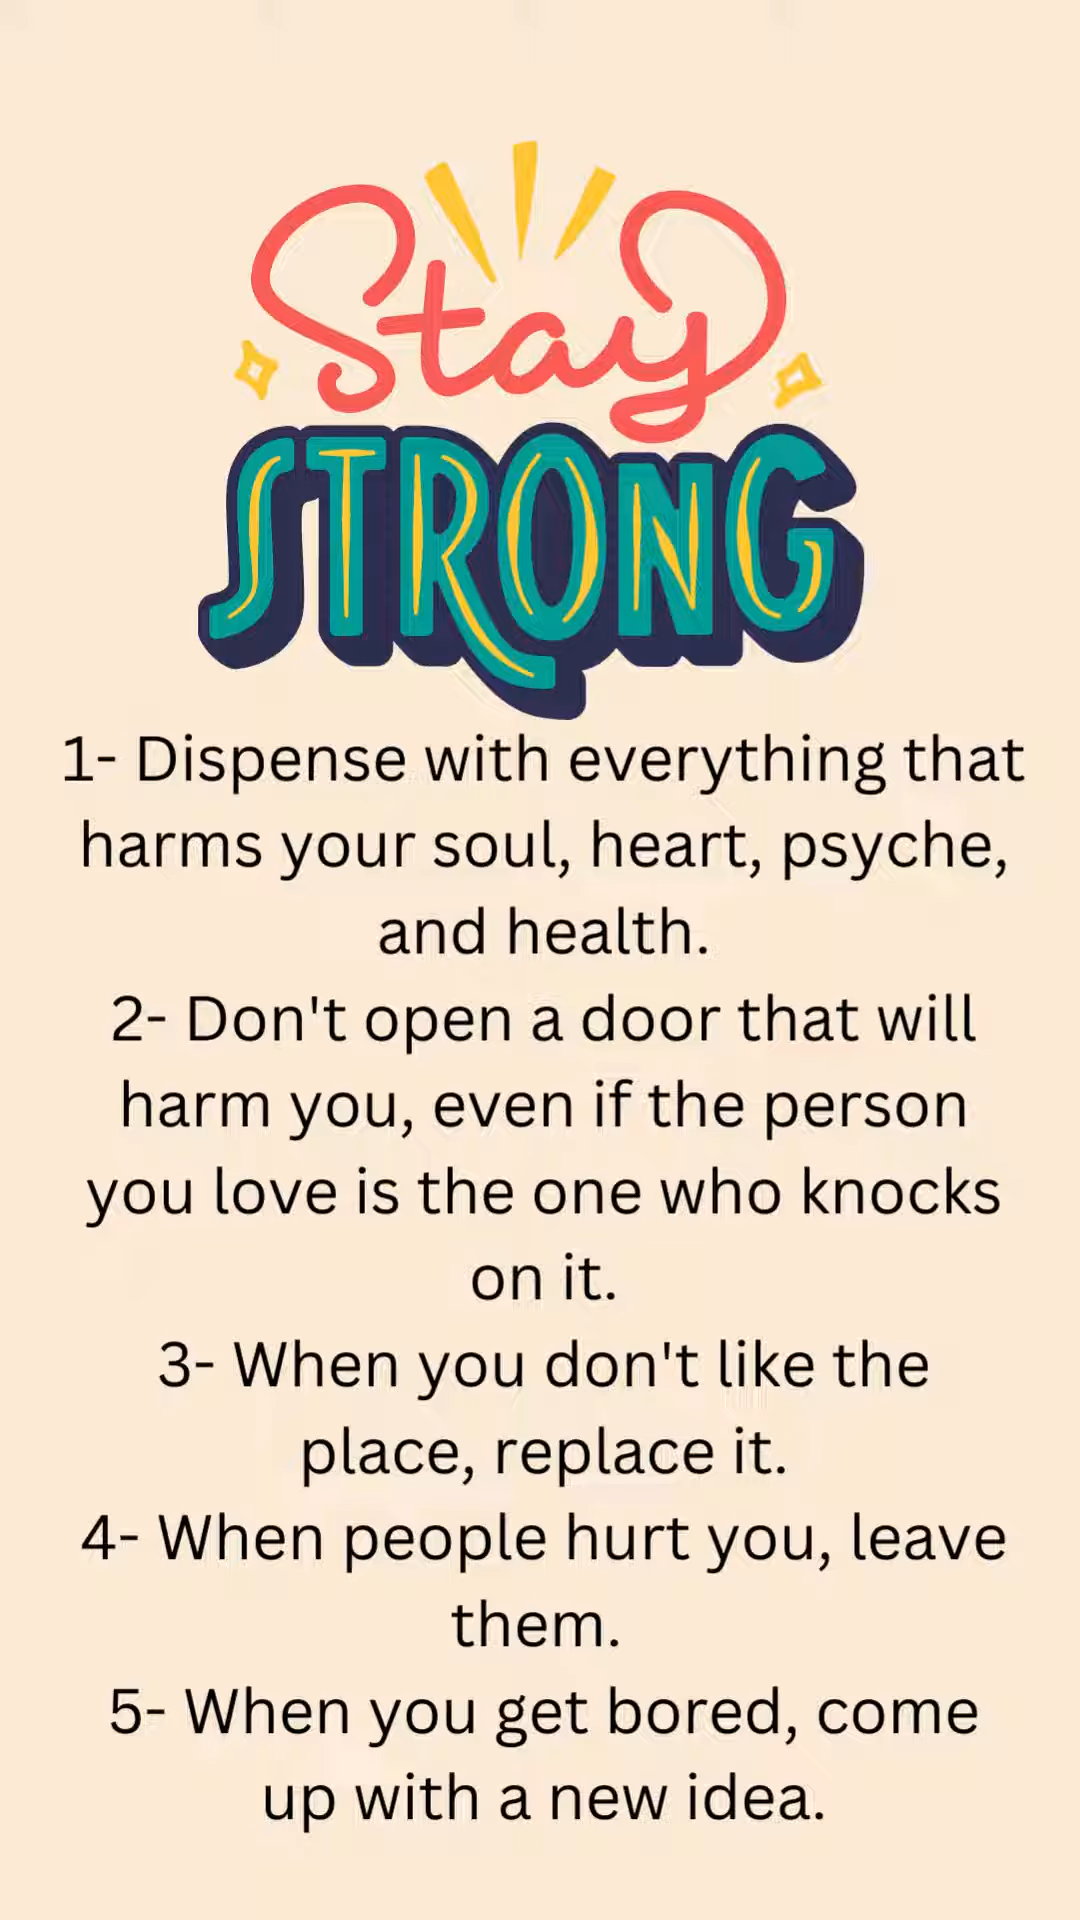 Stay
STRONG
1- Dispense with everything that
harms your soul, heart, psyche,
and health.
2- Don't open a door that will
harm you, even if the person
you love is the one who knocks
on it.
3- When you don't like the
place, replace it.
4- When people hurt you, leave
them.
5- When you get bored, come
up with a new idea.